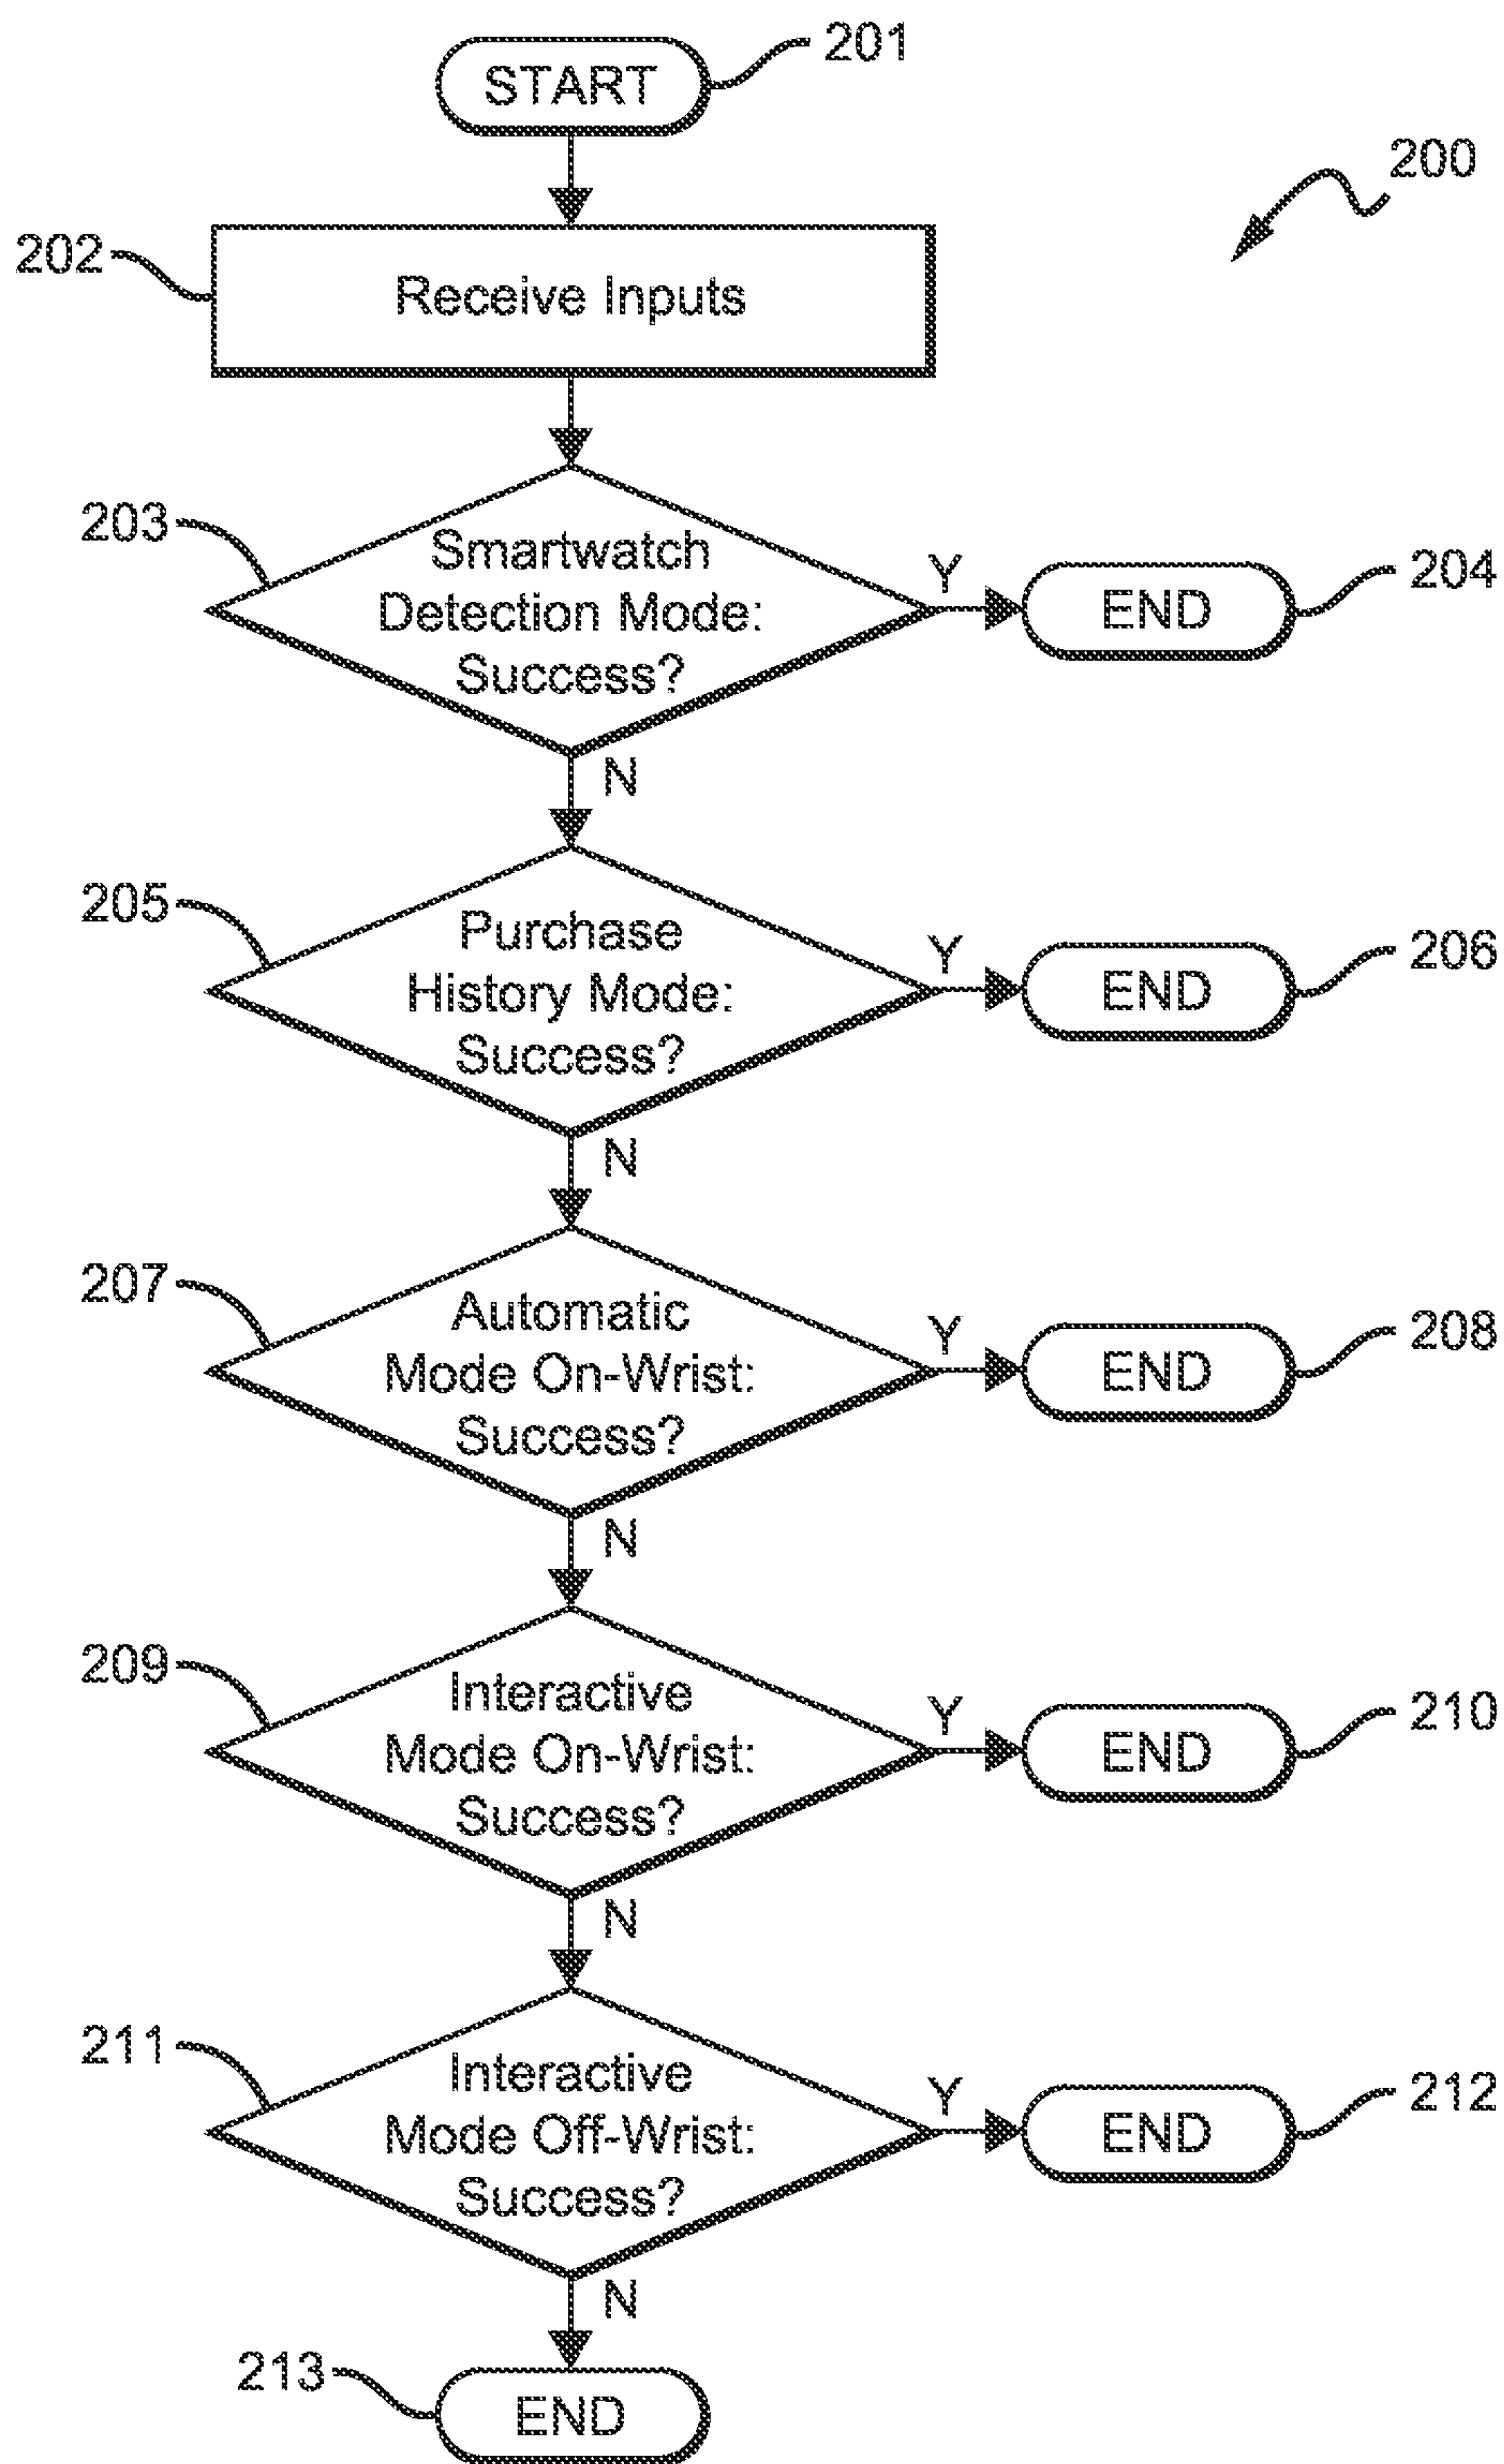 201
START
200
202
Receive Inputs
203
Smartwatch
Detection Mode:
Success?
Y
END
204
N
205
Purchase
History Mode:
Success?
Y
END
206
N
207
Automatic
Mode On-Wrist:
Success?
Y
END
208
N
209
Interactive
Mode On-Wrist:
Success?
Y
END
210
N
211
Interactive
Mode Off-Wrist:
Success?
Y
END
212
N
213
END